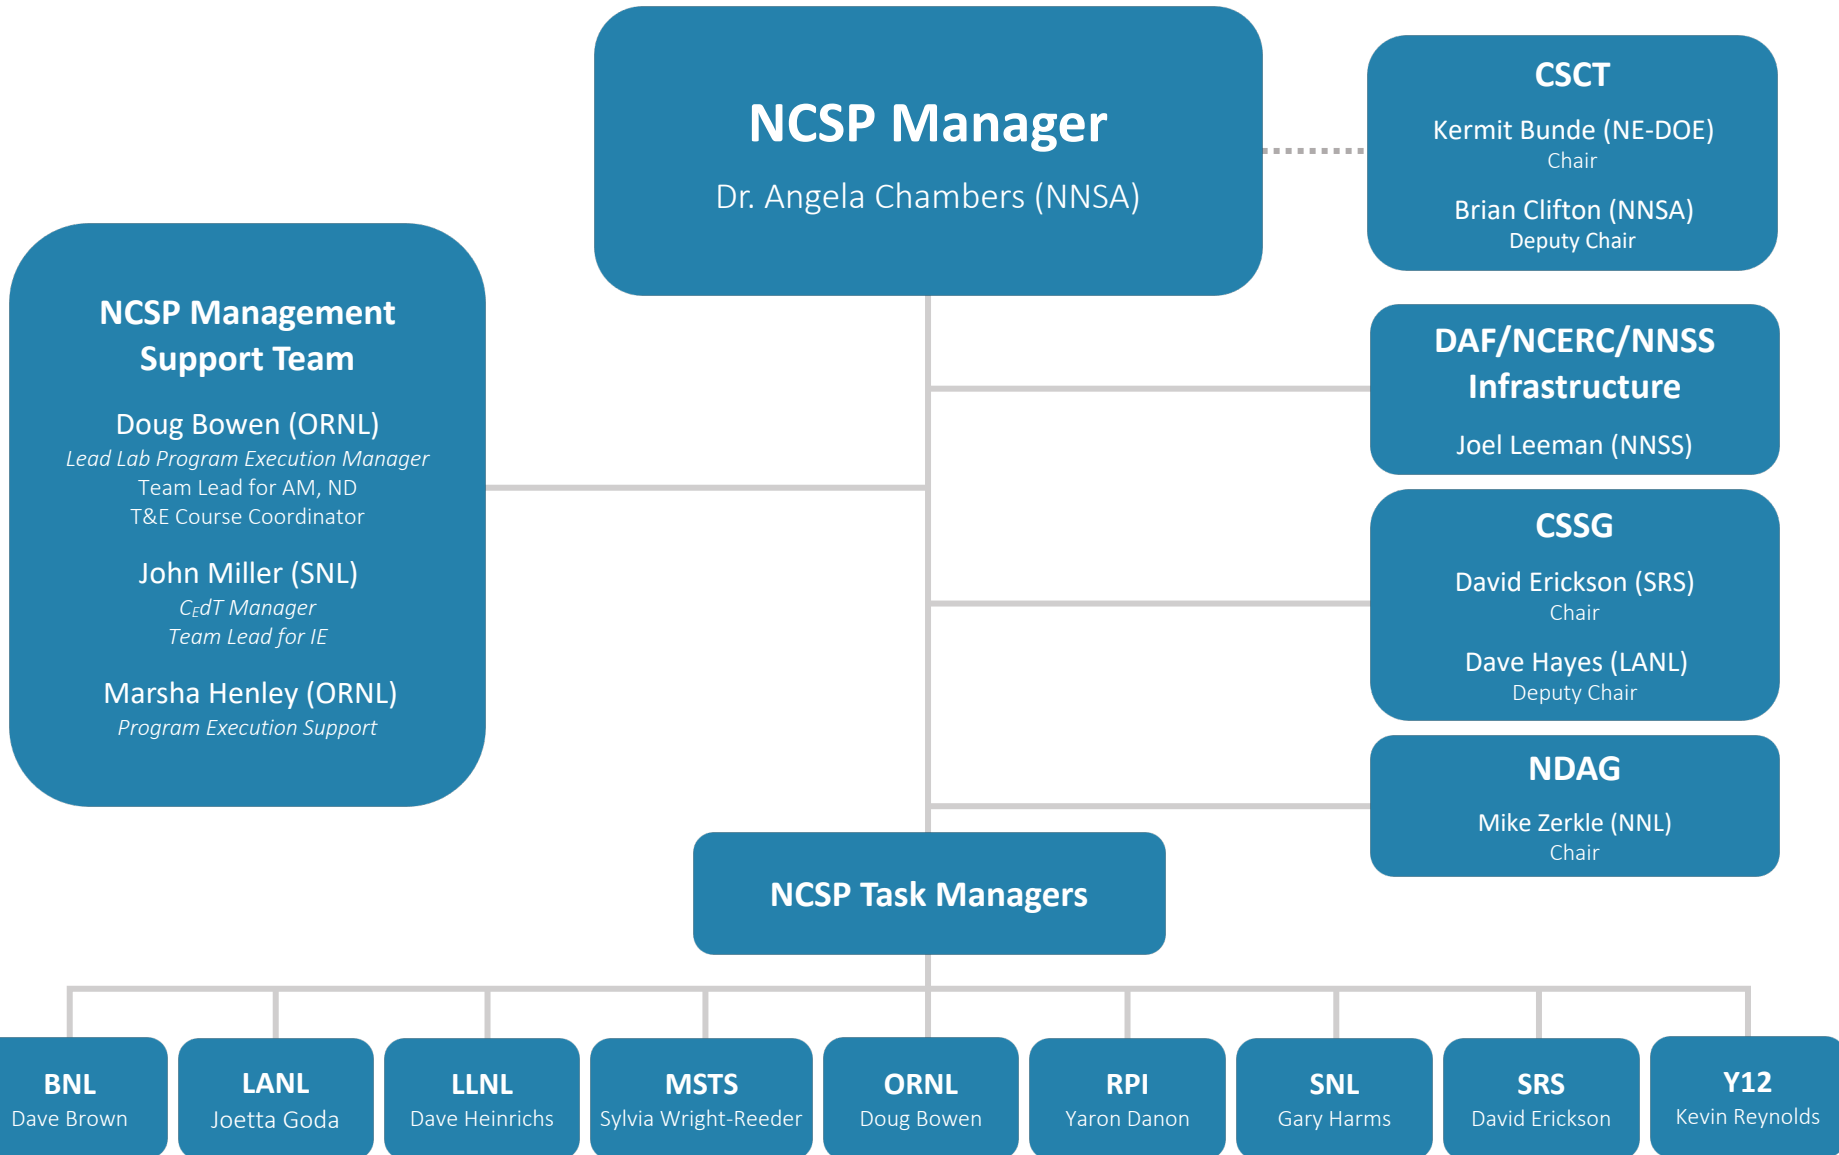 NCSP Manager
Dr. Angela Chambers (NNSA)
CSCT
Kermit Bunde (NE-DOE)
Chair
Brian Clifton (NNSA)
Deputy Chair
NCSP Management
Support Team
Doug Bowen (ORNL)
Lead Lab Program Execution Manager
Team Lead for AM, ND
T&E Course Coordinator
John Miller (SNL)
CEdT Manager
Team Lead for IE
Marsha Henley (ORNL)
Program Execution Support
DAF/NCERC/NNSS
Infrastructure
Joel Leeman (NNSS)
CSSG
David Erickson (SRS)
Chair
Dave Hayes (LANL)
Deputy Chair
NDAG
Mike Zerkle (NNL)
Chair
NCSP Task Managers
BNL
Dave Brown
LANL
Joetta Goda
LLNL
Dave Heinrichs
MSTS
Sylvia Wright-Reeder
ORNL
Doug Bowen
RPI
Yaron Danon
SNL
Gary Harms
SRS
David Erickson
Y12
Kevin Reynolds